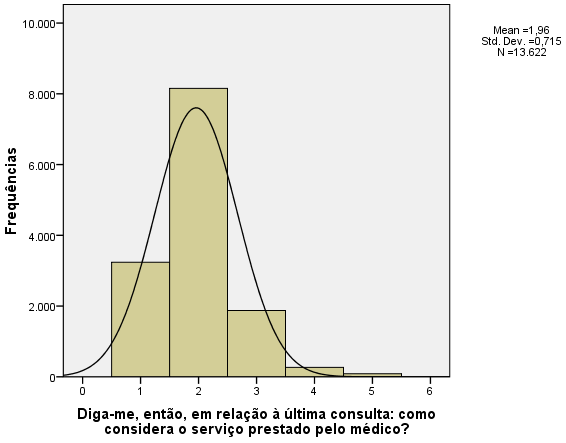 Mean =1,96
Std. Dev. =0,715
N =13.622
10.000
8.000
6.000
4.000
2.000
0
Frequências
0 1 2 3 4 5 6
Diga-me, então, em relação à última consulta: como
considera o serviço prestado pelo médico?